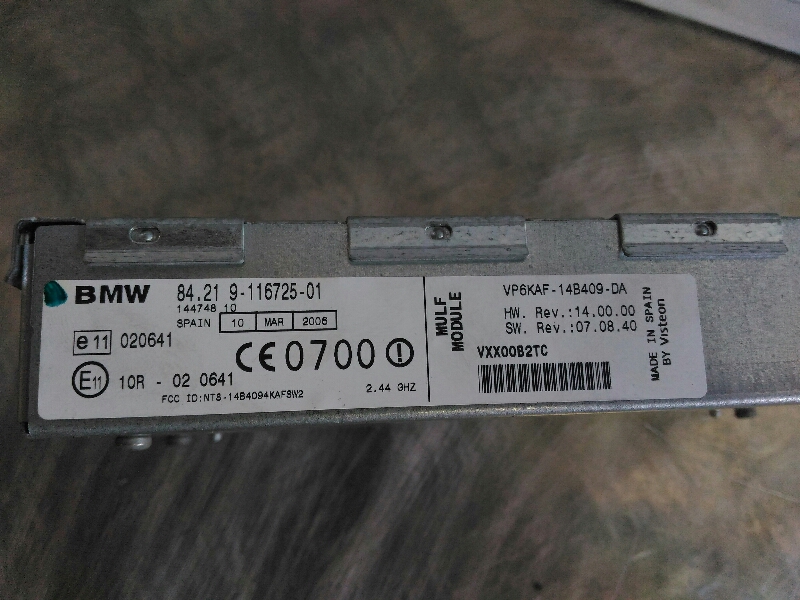 BMW 84.21 9-116725-01
144748 10
SPAIN 10 MAR 2006
e11 020641
CE0700
E11 10R - 02 0641
FCC ID:NT8-14B4094KAFSW2 2.44 GHZ
MULF
MODULE
VP6KAF-14B409-DA
HW. Rev.:14.00.00
SW. Rev.:07.08.40
VXX00B2TC
MADE IN SPAIN
BY Visteon